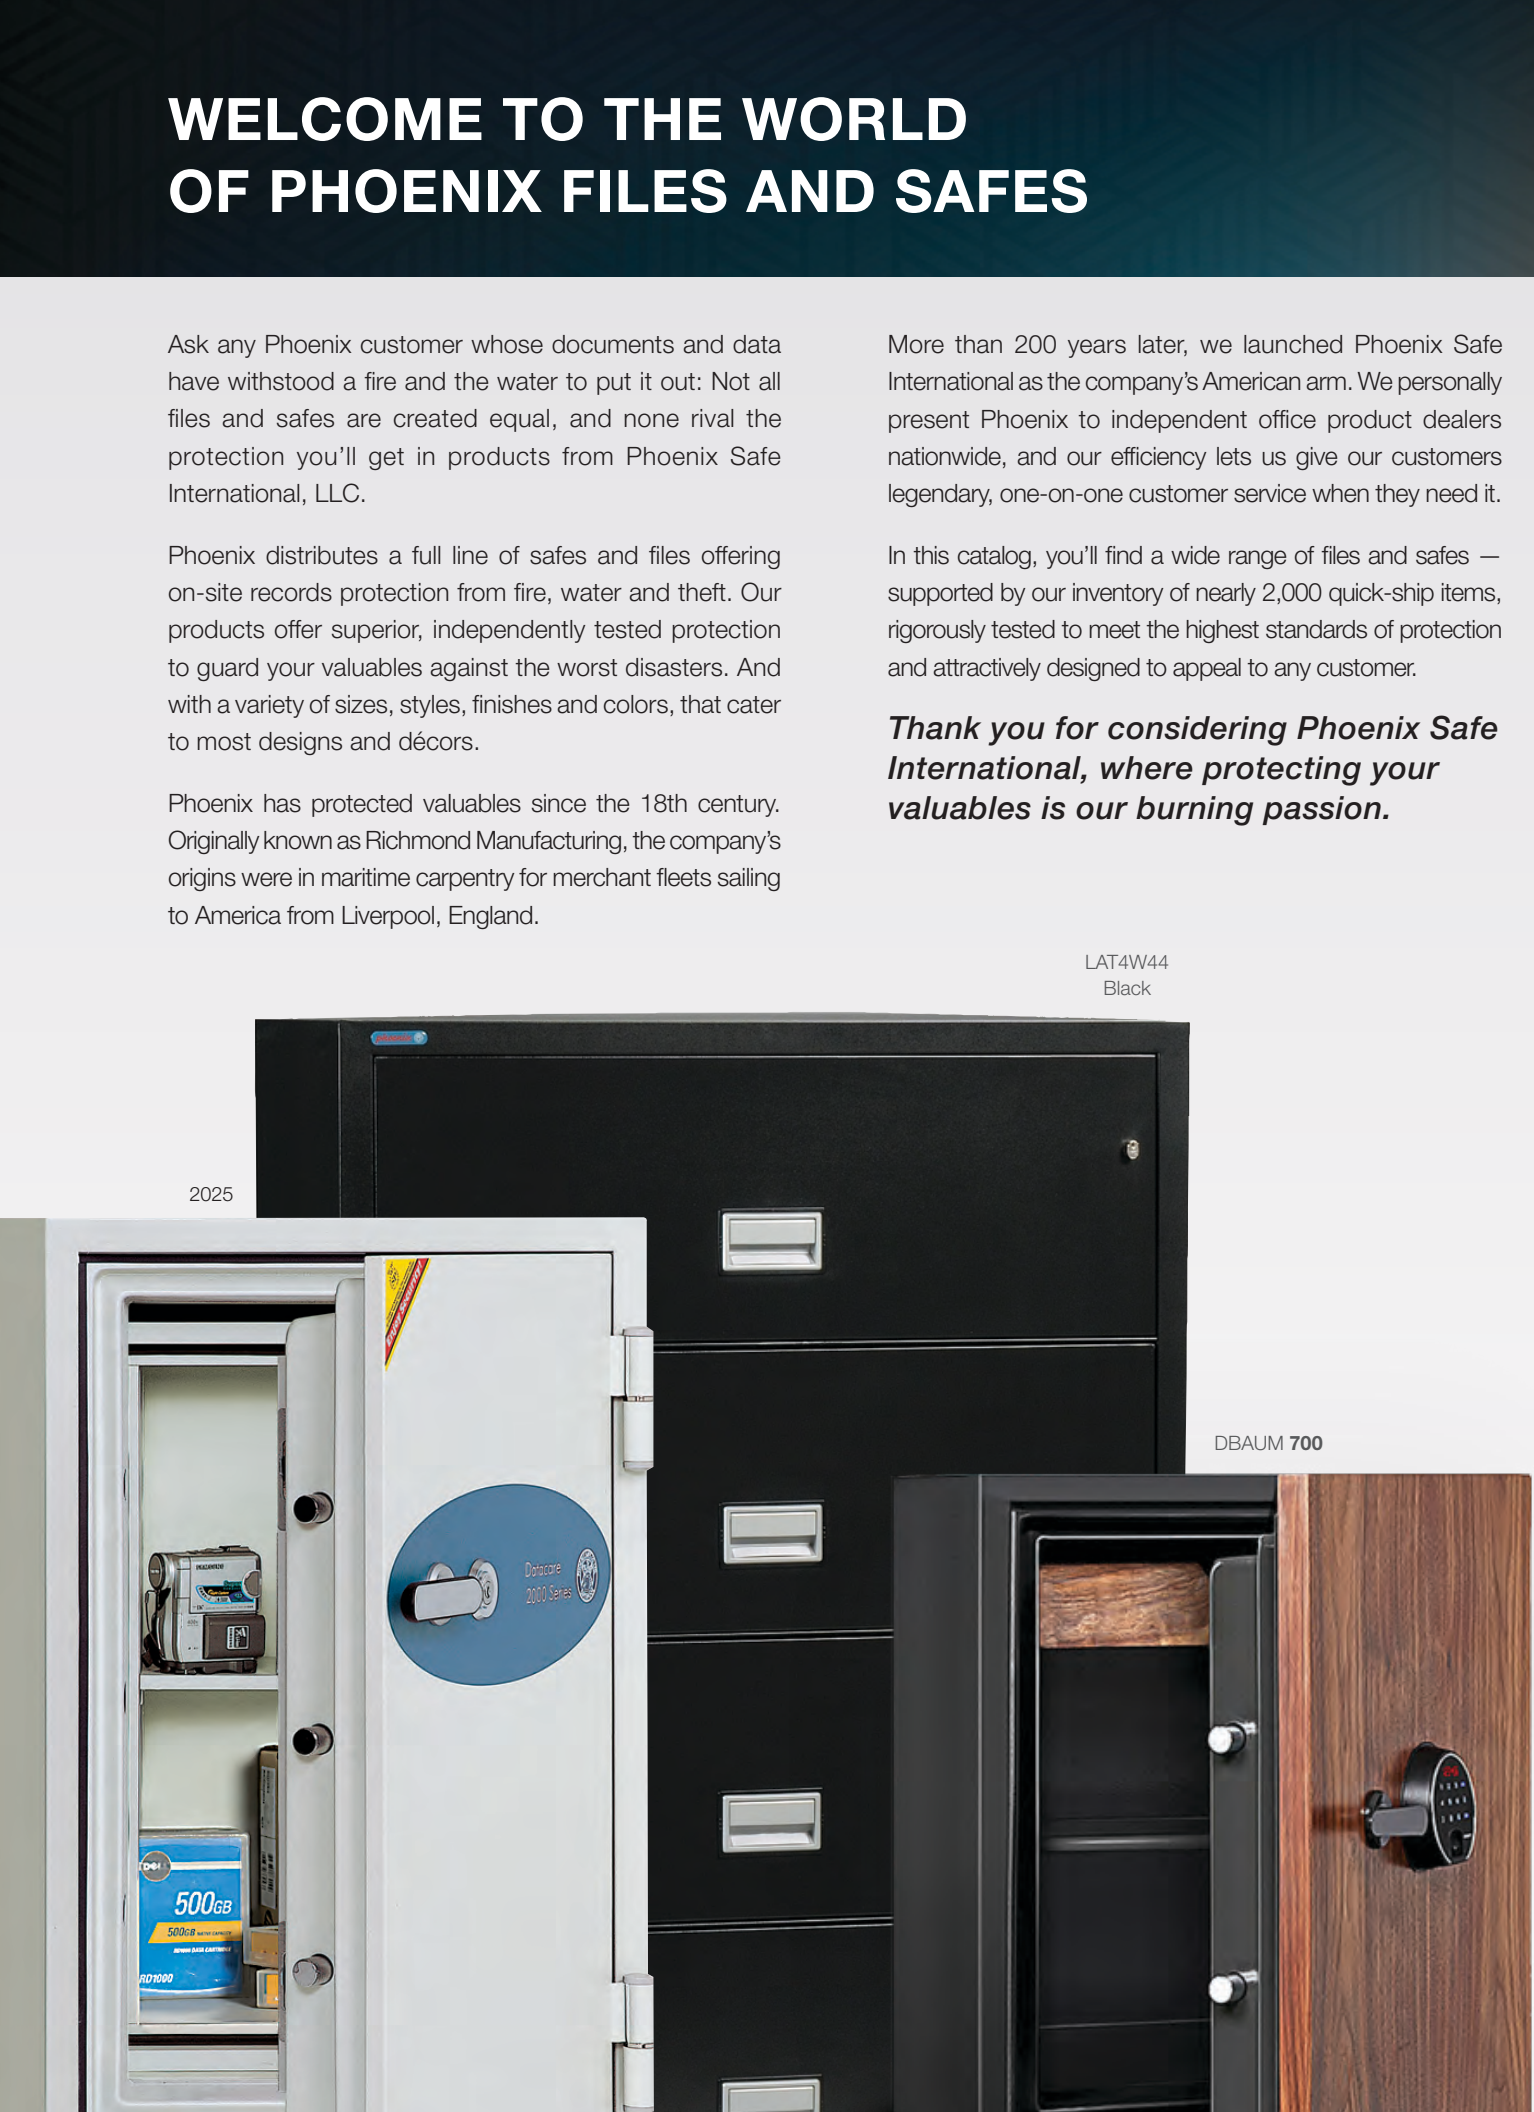 WELCOME TO THE WORLD
OF PHOENIX FILES AND SAFES
Ask any Phoenix customer whose documents and data
have withstood a fire and the water to put it out: Not all
files and safes are created equal, and none rival the
protection you’ll get in products from Phoenix Safe
International, LLC.
Phoenix distributes a full line of safes and files offering
on-site records protection from fire, water and theft. Our
products offer superior, independently tested protection
to guard your valuables against the worst disasters. And
with a variety of sizes, styles, finishes and colors, that cater
to most designs and décors.
Phoenix has protected valuables since the 18th century.
Originally known as Richmond Manufacturing, the company’s
origins were in maritime carpentry for merchant fleets sailing
to America from Liverpool, England.
More than 200 years later, we launched Phoenix Safe
International as the company’s American arm. We personally
present Phoenix to independent office product dealers
nationwide, and our efficiency lets us give our customers
legendary, one-on-one customer service when they need it.
In this catalog, you’ll find a wide range of files and safes —
supported by our inventory of nearly 2,000 quick-ship items,
rigorously tested to meet the highest standards of protection
and attractively designed to appeal to any customer.
Thank you for considering Phoenix Safe
International, where protecting your
valuables is our burning passion.
LAT4W44
Black
2025
DBAUM 700
Datacare
2000 Series
DELL
500GB
500GB NATIVE CAPACITY
RD1000